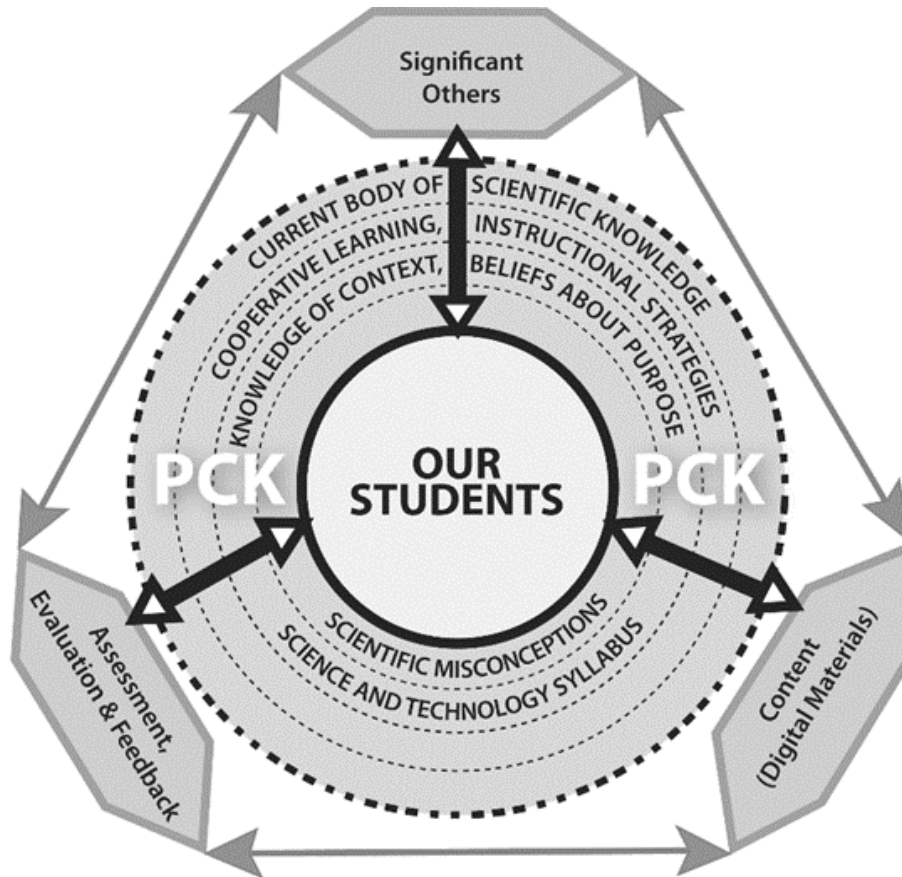 Significant
Others
CURRENT BODY OF SCIENTIFIC KNOWLEDGE
COOPERATIVE LEARNING, INSTRUCTIONAL STRATEGIES
KNOWLEDGE OF CONTEXT, BELIEFS ABOUT PURPOSE
PCK
OUR
STUDENTS
PCK
SCIENTIFIC MISCONCEPTIONS
SCIENCE AND TECHNOLOGY SYLLABUS
Assessment,
Evaluation & Feedback
Content
(Digital Materials)